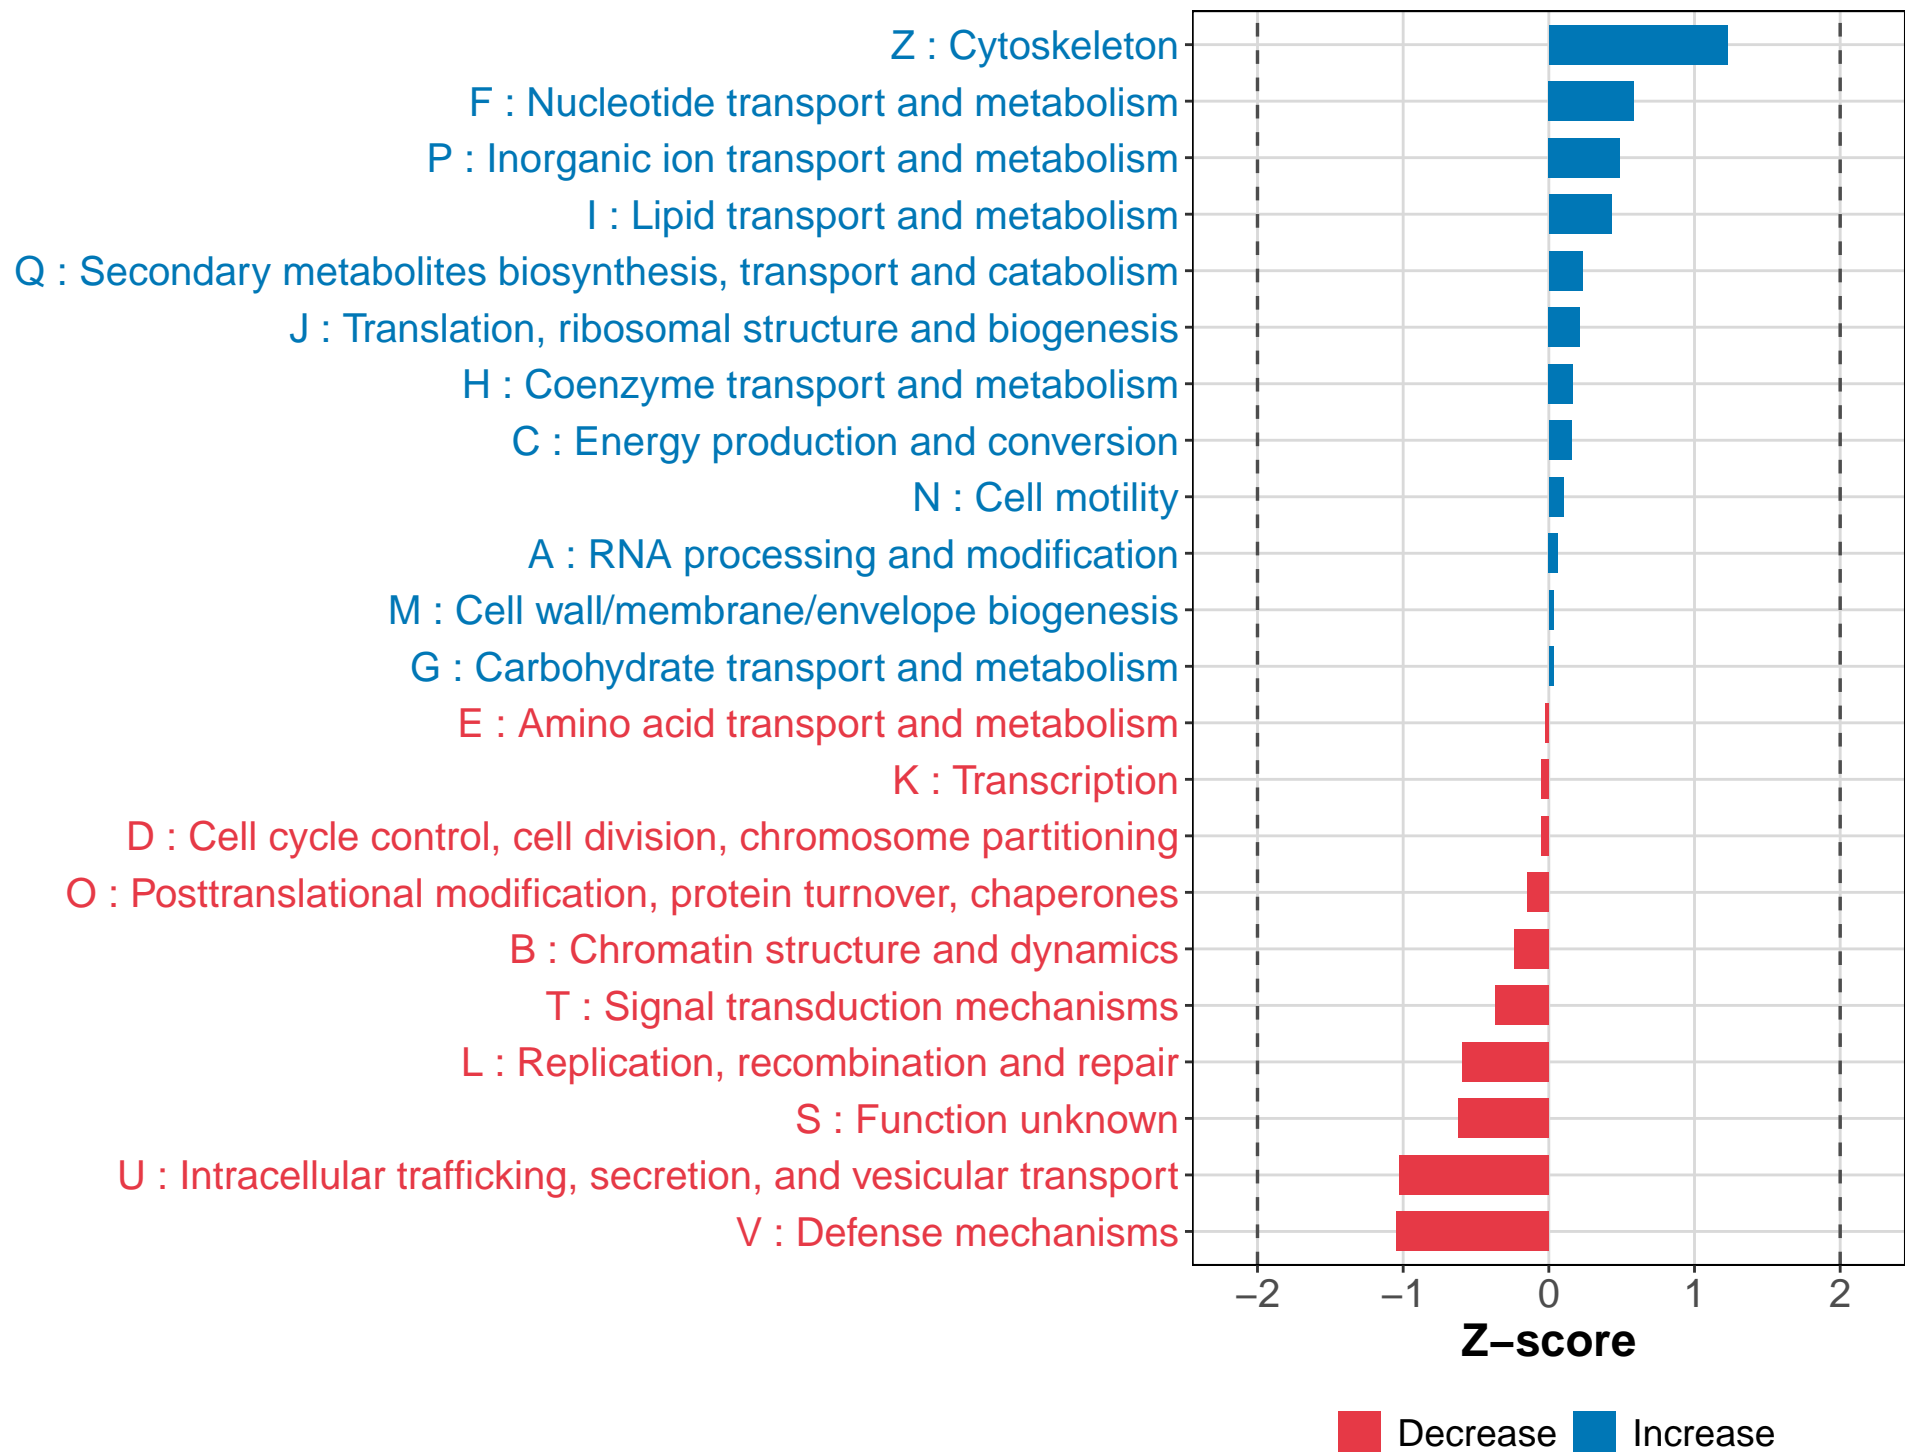 Z : Cytoskeleton
F : Nucleotide transport and metabolism
P : Inorganic ion transport and metabolism
I : Lipid transport and metabolism
Q : Secondary metabolites biosynthesis, transport and catabolism
J : Translation, ribosomal structure and biogenesis
H : Coenzyme transport and metabolism
C : Energy production and conversion
N : Cell motility
A : RNA processing and modification
M : Cell wall/membrane/envelope biogenesis
G : Carbohydrate transport and metabolism
E : Amino acid transport and metabolism
K : Transcription
D : Cell cycle control, cell division, chromosome partitioning
O : Posttranslational modification, protein turnover, chaperones
B : Chromatin structure and dynamics
T : Signal transduction mechanisms
L : Replication, recombination and repair
S : Function unknown
U : Intracellular trafficking, secretion, and vesicular transport
V : Defense mechanisms
−2 −1 0 1 2
Z−score
Decrease Increase